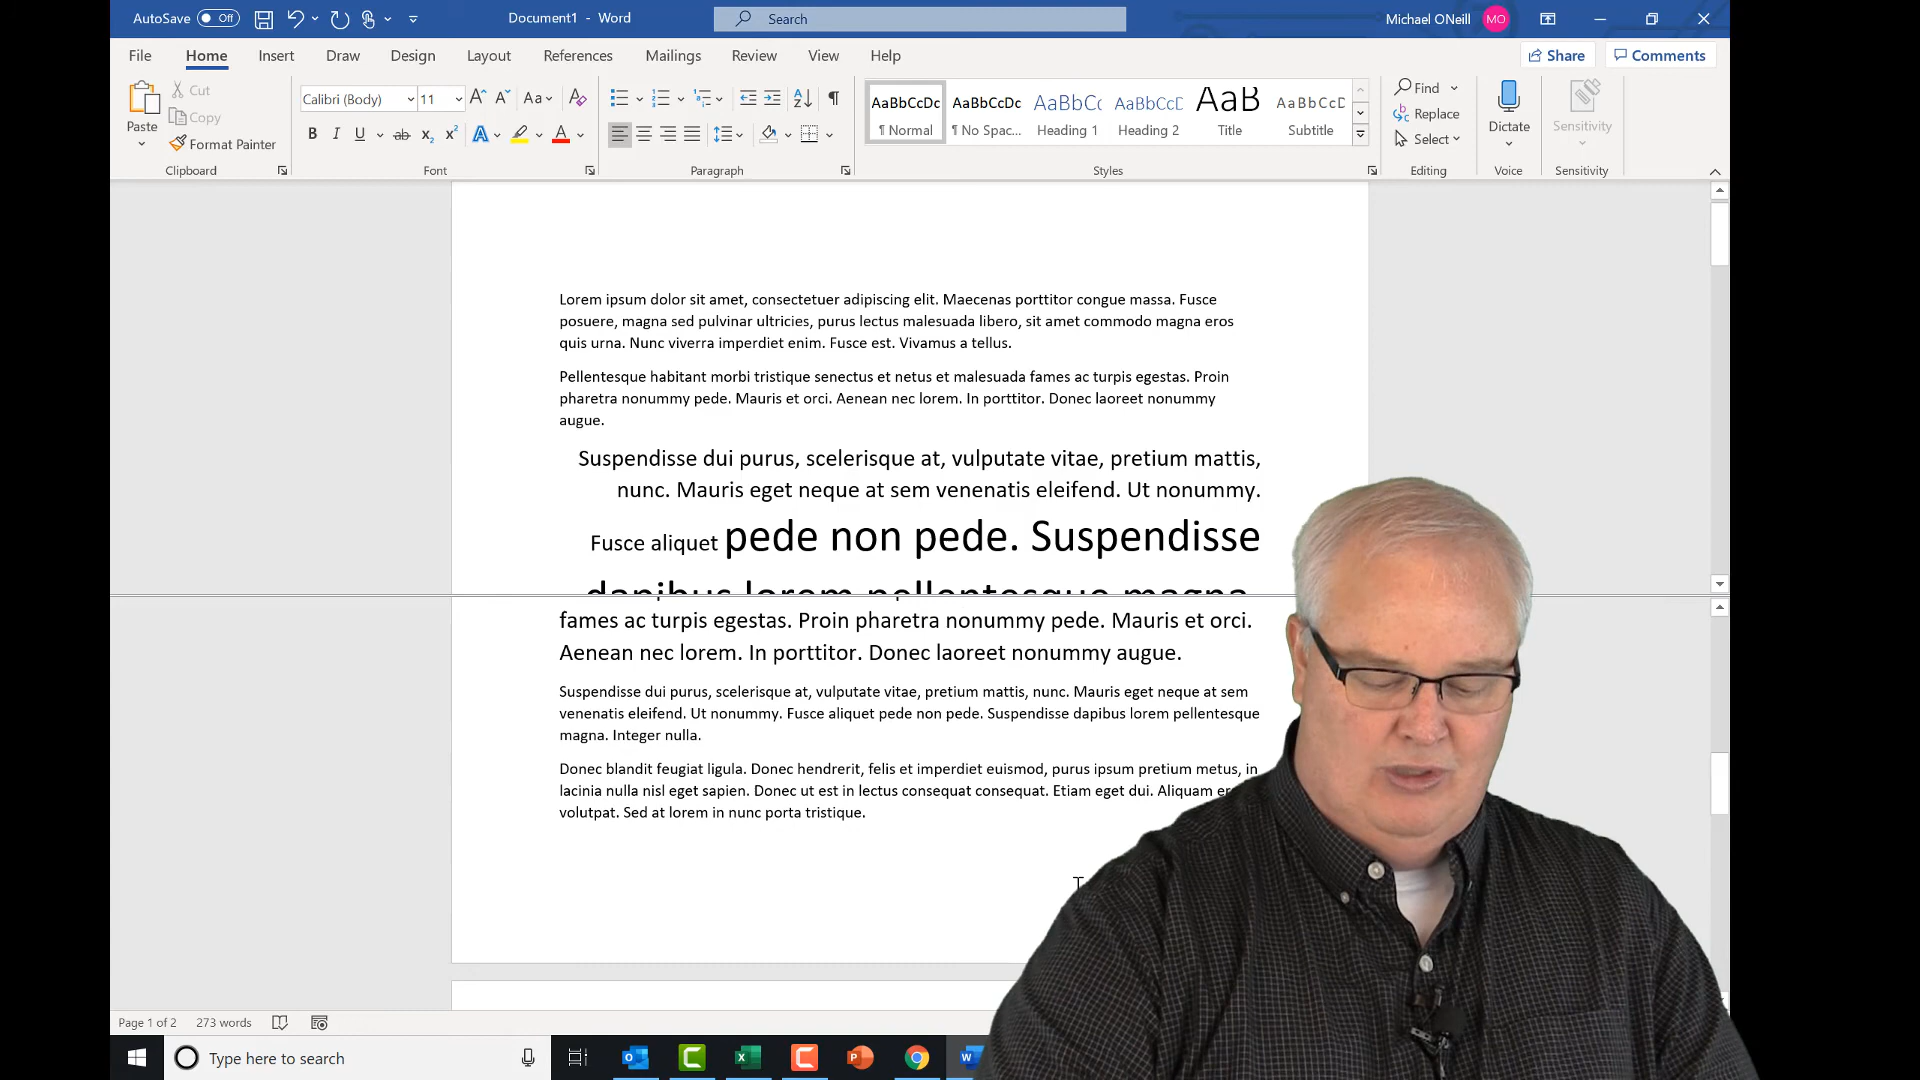 AutoSave Off Document1 - Word Search Michael ONeill MO
File Home Insert Draw Design Layout References Mailings Review View Help Share Comments
Paste Cut Copy Format Painter
Calibri (Body) 11 Aa
B I U ab x₂ x² A A
AaBbCcDc AaBbCcDc AaBbCc AaBbCcD AaB AaBbCcD
¶ Normal ¶ No Spac... Heading 1 Heading 2 Title Subtitle
Find
Replace
Select
Dictate Sensitivity
Clipboard Font Paragraph Styles Editing Voice Sensitivity
Lorem ipsum dolor sit amet, consectetuer adipiscing elit. Maecenas porttitor congue massa. Fusce
posuere, magna sed pulvinar ultricies, purus lectus malesuada libero, sit amet commodo magna eros
quis urna. Nunc viverra imperdiet enim. Fusce est. Vivamus a tellus.
Pellentesque habitant morbi tristique senectus et netus et malesuada fames ac turpis egestas. Proin
pharetra nonummy pede. Mauris et orci. Aenean nec lorem. In porttitor. Donec laoreet nonummy
augue.
Suspendisse dui purus, scelerisque at, vulputate vitae, pretium mattis,
nunc. Mauris eget neque at sem venenatis eleifend. Ut nonummy.
Fusce aliquet pede non pede. Suspendisse
dapibus lorem pellentesque magna.
fames ac turpis egestas. Proin pharetra nonummy pede. Mauris et orci.
Aenean nec lorem. In porttitor. Donec laoreet nonummy augue.
Suspendisse dui purus, scelerisque at, vulputate vitae, pretium mattis, nunc. Mauris eget neque at sem
venenatis eleifend. Ut nonummy. Fusce aliquet pede non pede. Suspendisse dapibus lorem pellentesque
magna. Integer nulla.
Donec blandit feugiat ligula. Donec hendrerit, felis et imperdiet euismod, purus ipsum pretium metus, in
lacinia nulla nisl eget sapien. Donec ut est in lectus consequat consequat. Etiam eget dui. Aliquam
volutpat. Sed at lorem in nunc porta tristique.
Page 1 of 2 273 words
Type here to search